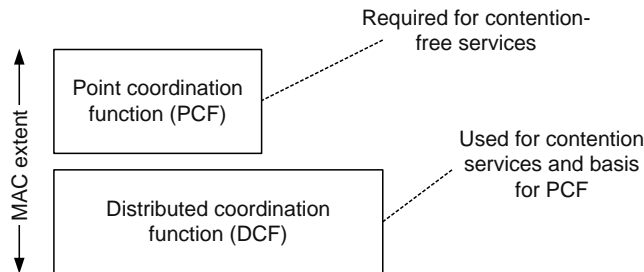 Required for contention-
free services
Point coordination
function (PCF)
MAC extent
Used for contention
services and basis
for PCF
Distributed coordination
function (DCF)